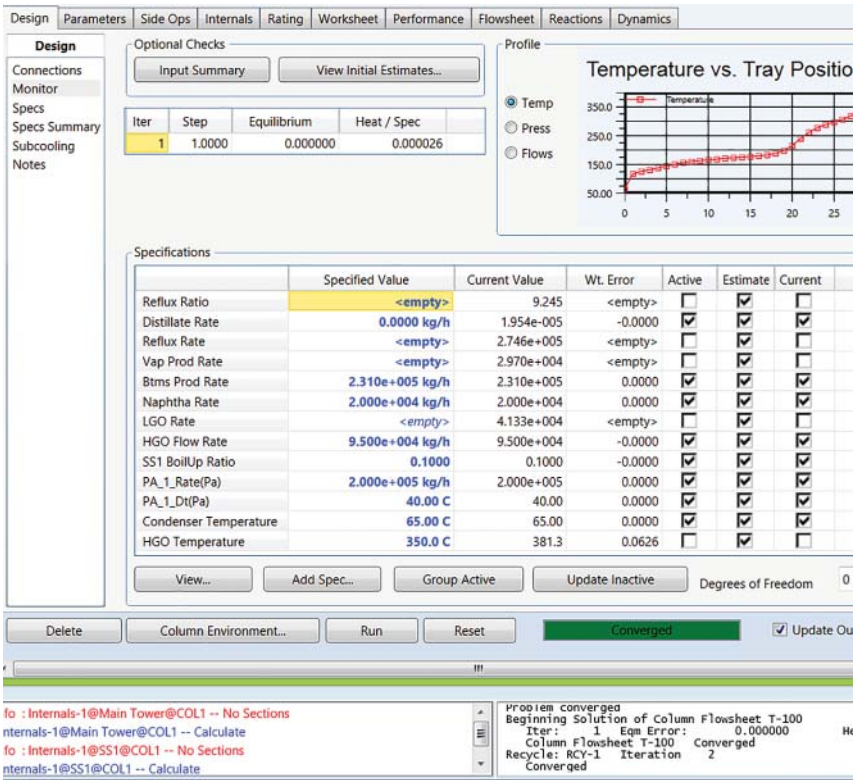 Design Parameters Side Ops Internals Rating Worksheet Performance Flowsheet Reactions Dynamics
Design
Connections
Monitor
Specs
Specs Summary
Subcooling
Notes
Optional Checks
Input Summary View Initial Estimates...
Iter Step Equilibrium Heat / Spec
1 1.0000 0.000000 0.000026
Profile
Temp
Press
Flows
Temperature vs. Tray Positio
Temperature
350.0
250.0
150.0
50.00
0 5 10 15 20 25
Specifications
Specified Value Current Value Wt. Error Active Estimate Current
Reflux Ratio <empty> 9.245 <empty>
Distillate Rate 0.0000 kg/h 1.954e-005 -0.0000
Reflux Rate <empty> 2.746e+005 <empty>
Vap Prod Rate <empty> 2.970e+004 <empty>
Btms Prod Rate 2.310e+005 kg/h 2.310e+005 0.0000
Naphtha Rate 2.000e+004 kg/h 2.000e+004 0.0000
LGO Rate <empty> 4.133e+004 <empty>
HGO Flow Rate 9.500e+004 kg/h 9.500e+004 -0.0000
SS1 BoilUp Ratio 0.1000 0.1000 -0.0000
PA_1_Rate(Pa) 2.000e+005 kg/h 2.000e+005 0.0000
PA_1_Dt(Pa) 40.00 C 40.00 0.0000
Condenser Temperature 65.00 C 65.00 0.0000
HGO Temperature 350.0 C 381.3 0.0626
View... Add Spec... Group Active Update Inactive Degrees of Freedom 0
Delete Column Environment... Run Reset Converged Update Ou
fo : Internals-1@Main Tower@COL1 -- No Sections
nternals-1@Main Tower@COL1 -- Calculate
fo : Internals-1@SS1@COL1 -- No Sections
nternals-1@SS1@COL1 -- Calculate
Problem converged
Beginning Solution of Column Flowsheet T-100
Iter: 1 Eqm Error: 0.000000 He
Column Flowsheet T-100 Converged
Recycle: RCY-1 Iteration 2
Converged